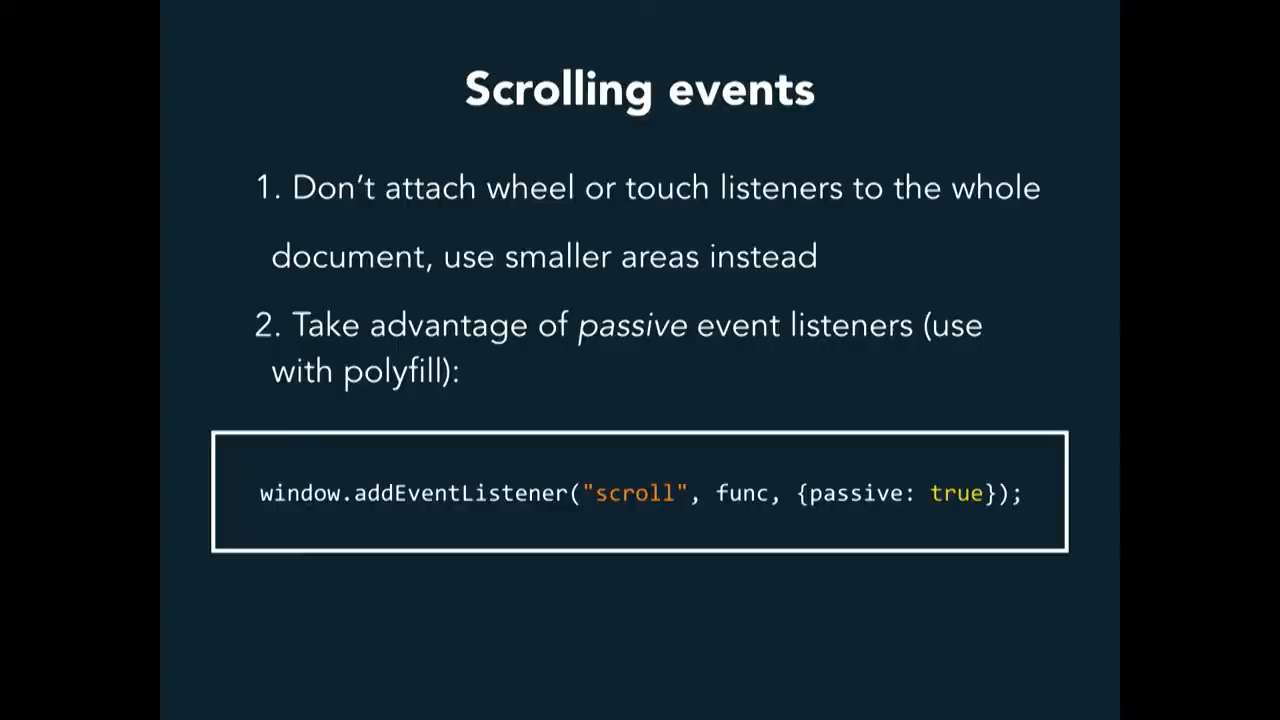 Scrolling events
1. Don’t attach wheel or touch listeners to the whole
document, use smaller areas instead
2. Take advantage of passive event listeners (use
with polyfill):
window.addEventListener("scroll", func, {passive: true});